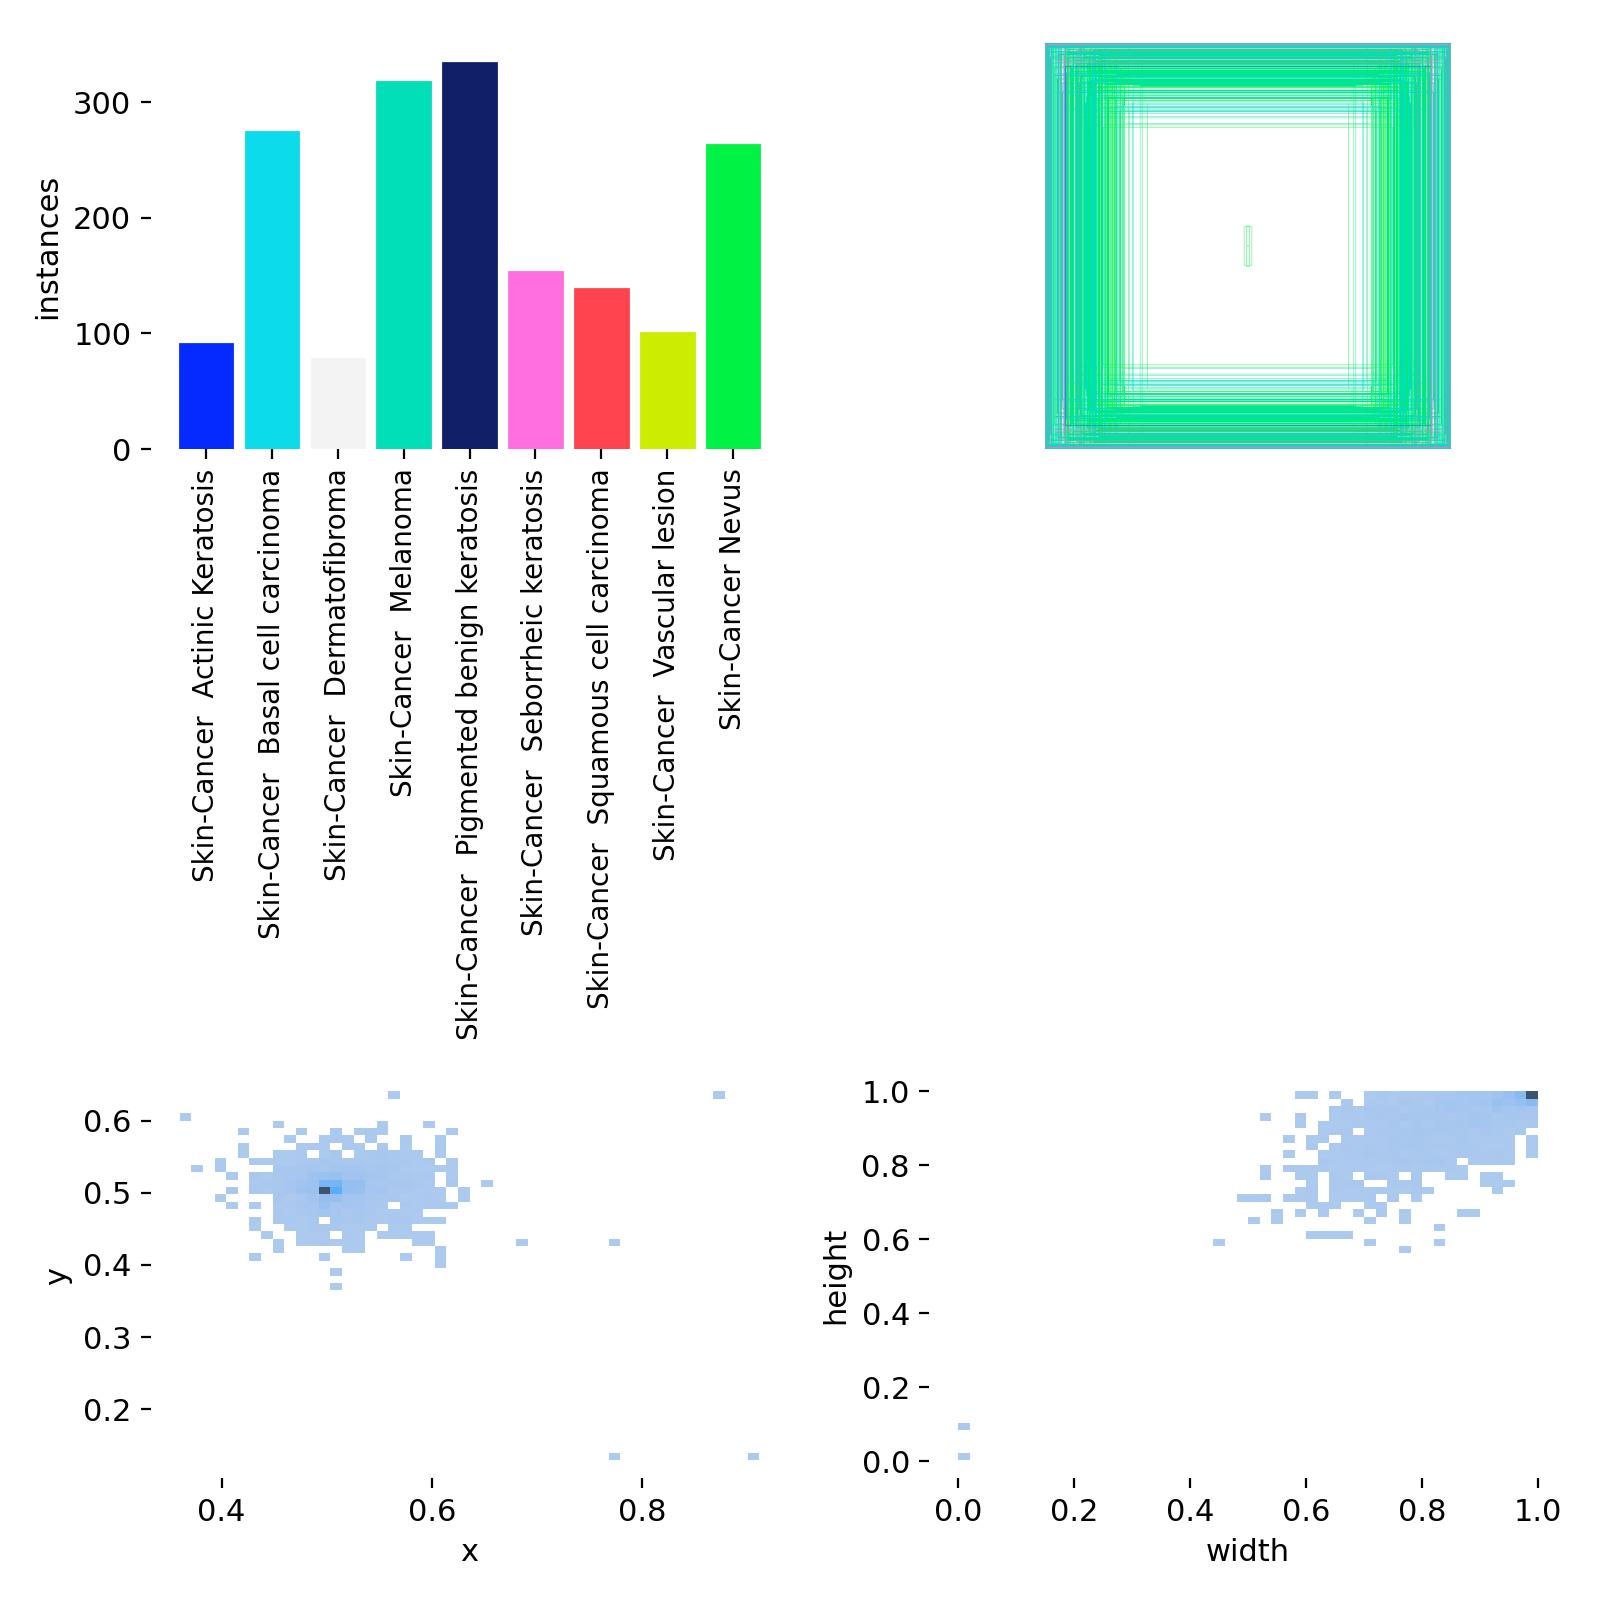 instances
300
200
100
0
Skin-Cancer  Actinic Keratosis
Skin-Cancer  Basal cell carcinoma
Skin-Cancer  Dermatofibroma
Skin-Cancer  Melanoma
Skin-Cancer  Pigmented benign keratosis
Skin-Cancer  Seborrheic keratosis
Skin-Cancer  Squamous cell carcinoma
Skin-Cancer  Vascular lesion
Skin-Cancer Nevus
y
0.6
0.5
0.4
0.3
0.2
0.4 0.6 0.8
x
height
1.0
0.8
0.6
0.4
0.2
0.0
0.0 0.2 0.4 0.6 0.8 1.0
width